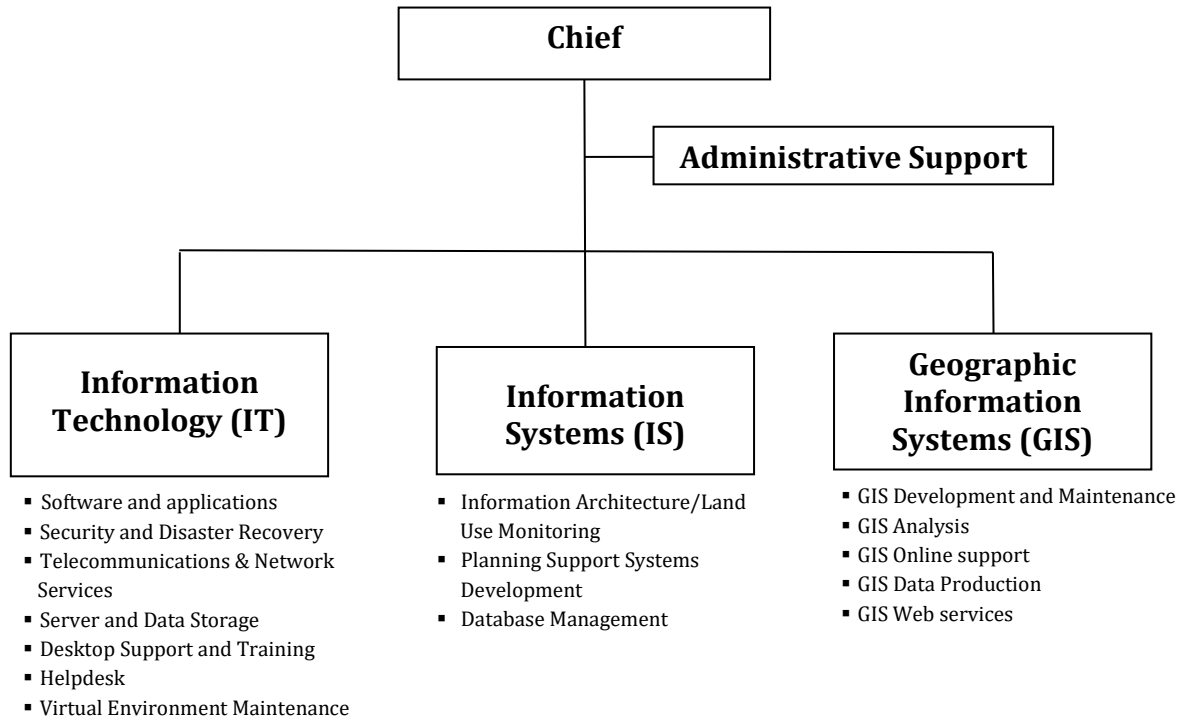 Chief
Administrative Support
Information
Technology (IT)
▪ Software and applications
▪ Security and Disaster Recovery
▪ Telecommunications & Network
Services
▪ Server and Data Storage
▪ Desktop Support and Training
▪ Helpdesk
▪ Virtual Environment Maintenance
Information
Systems (IS)
▪ Information Architecture/Land
Use Monitoring
▪ Planning Support Systems
Development
▪ Database Management
Geographic
Information
Systems (GIS)
▪ GIS Development and Maintenance
▪ GIS Analysis
▪ GIS Online support
▪ GIS Data Production
▪ GIS Web services